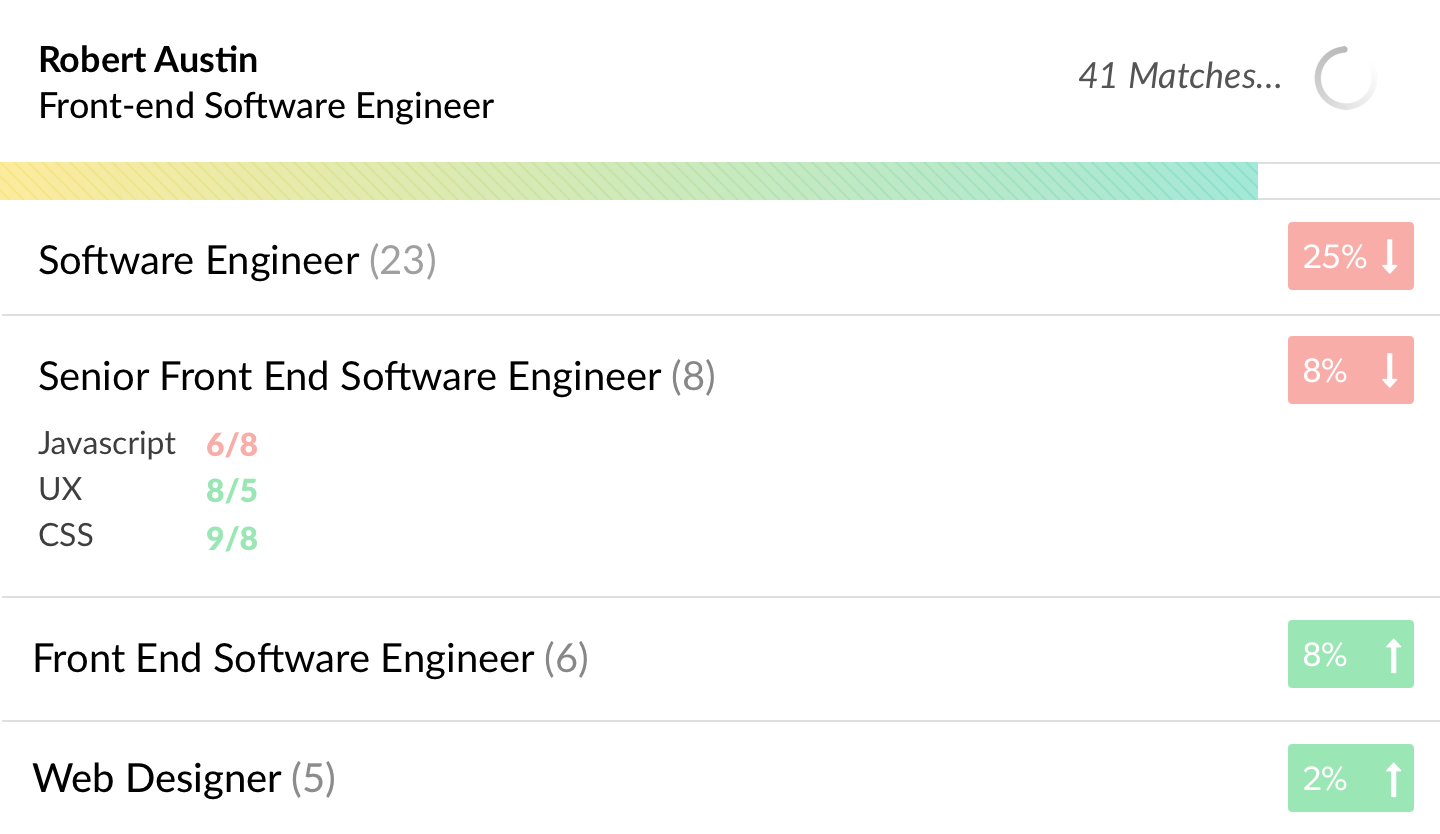 Robert Austin
Front-end Software Engineer
41 Matches...
Software Engineer (23)
25%
Senior Front End Software Engineer (8)
8%
Javascript 6/8
UX 8/5
CSS 9/8
Front End Software Engineer (6)
8%
Web Designer (5)
2%